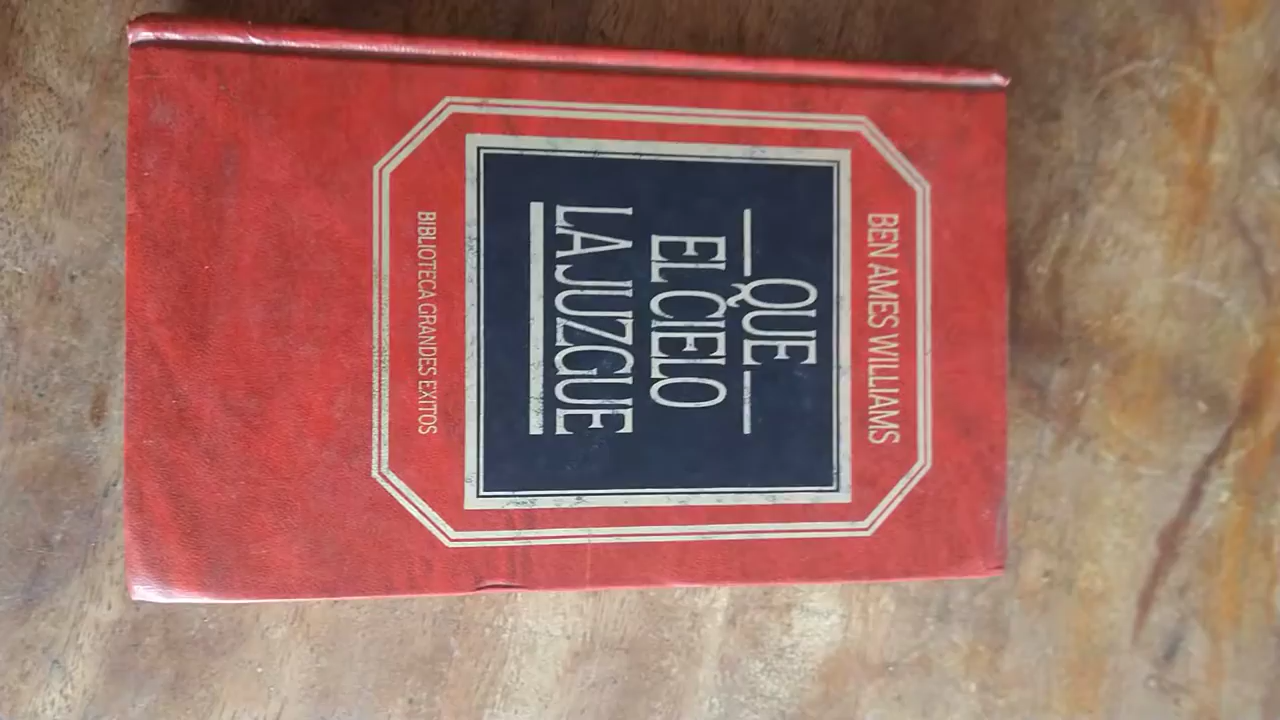 BEN AMES WILLIAMS
QUE
EL CIELO
LA JUZGUE
BIBLIOTECA GRANDES EXITOS